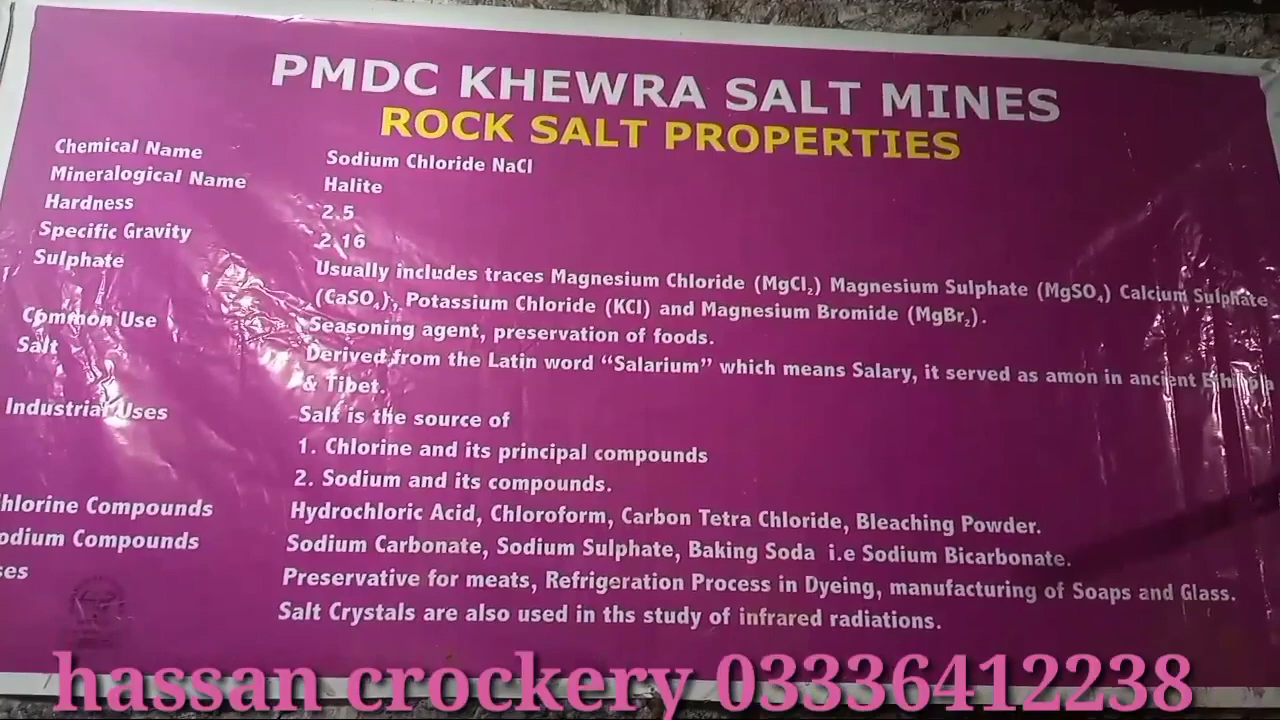 PMDC KHEWRA SALT MINES
ROCK SALT PROPERTIES
Chemical Name Sodium Chloride NaCl
Mineralogical Name Halite
Hardness 2.5
Specific Gravity 2.16
Sulphate Usually includes traces Magnesium Chloride (MgCl₂) Magnesium Sulphate (MgSO₄) Calcium Sulphate
(CaSO₄), Potassium Chloride (KCl) and Magnesium Bromide (MgBr₂).
Common Use Seasoning agent, preservation of foods.
Salt Derived from the Latin word “Salarium” which means Salary, it served as amon in ancient Ethiopia
& Tibet.
Industrial Uses Salt is the source of
1. Chlorine and its principal compounds
2. Sodium and its compounds.
hlorine Compounds Hydrochloric Acid, Chloroform, Carbon Tetra Chloride, Bleaching Powder.
odium Compounds Sodium Carbonate, Sodium Sulphate, Baking Soda i.e Sodium Bicarbonate.
ses Preservative for meats, Refrigeration Process in Dyeing, manufacturing of Soaps and Glass.
Salt Crystals are also used in ths study of infrared radiations.
hassan crockery 03336412238